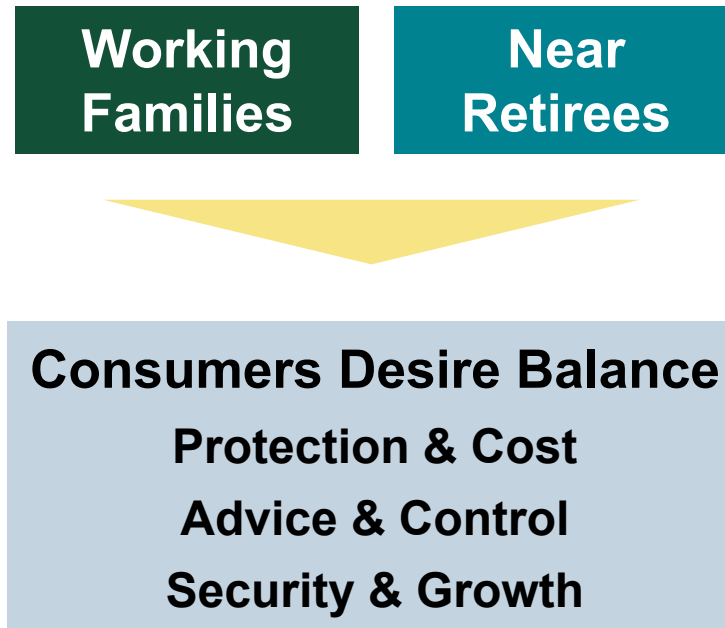 Working
Families
Near
Retirees
Consumers Desire Balance
Protection & Cost
Advice & Control
Security & Growth